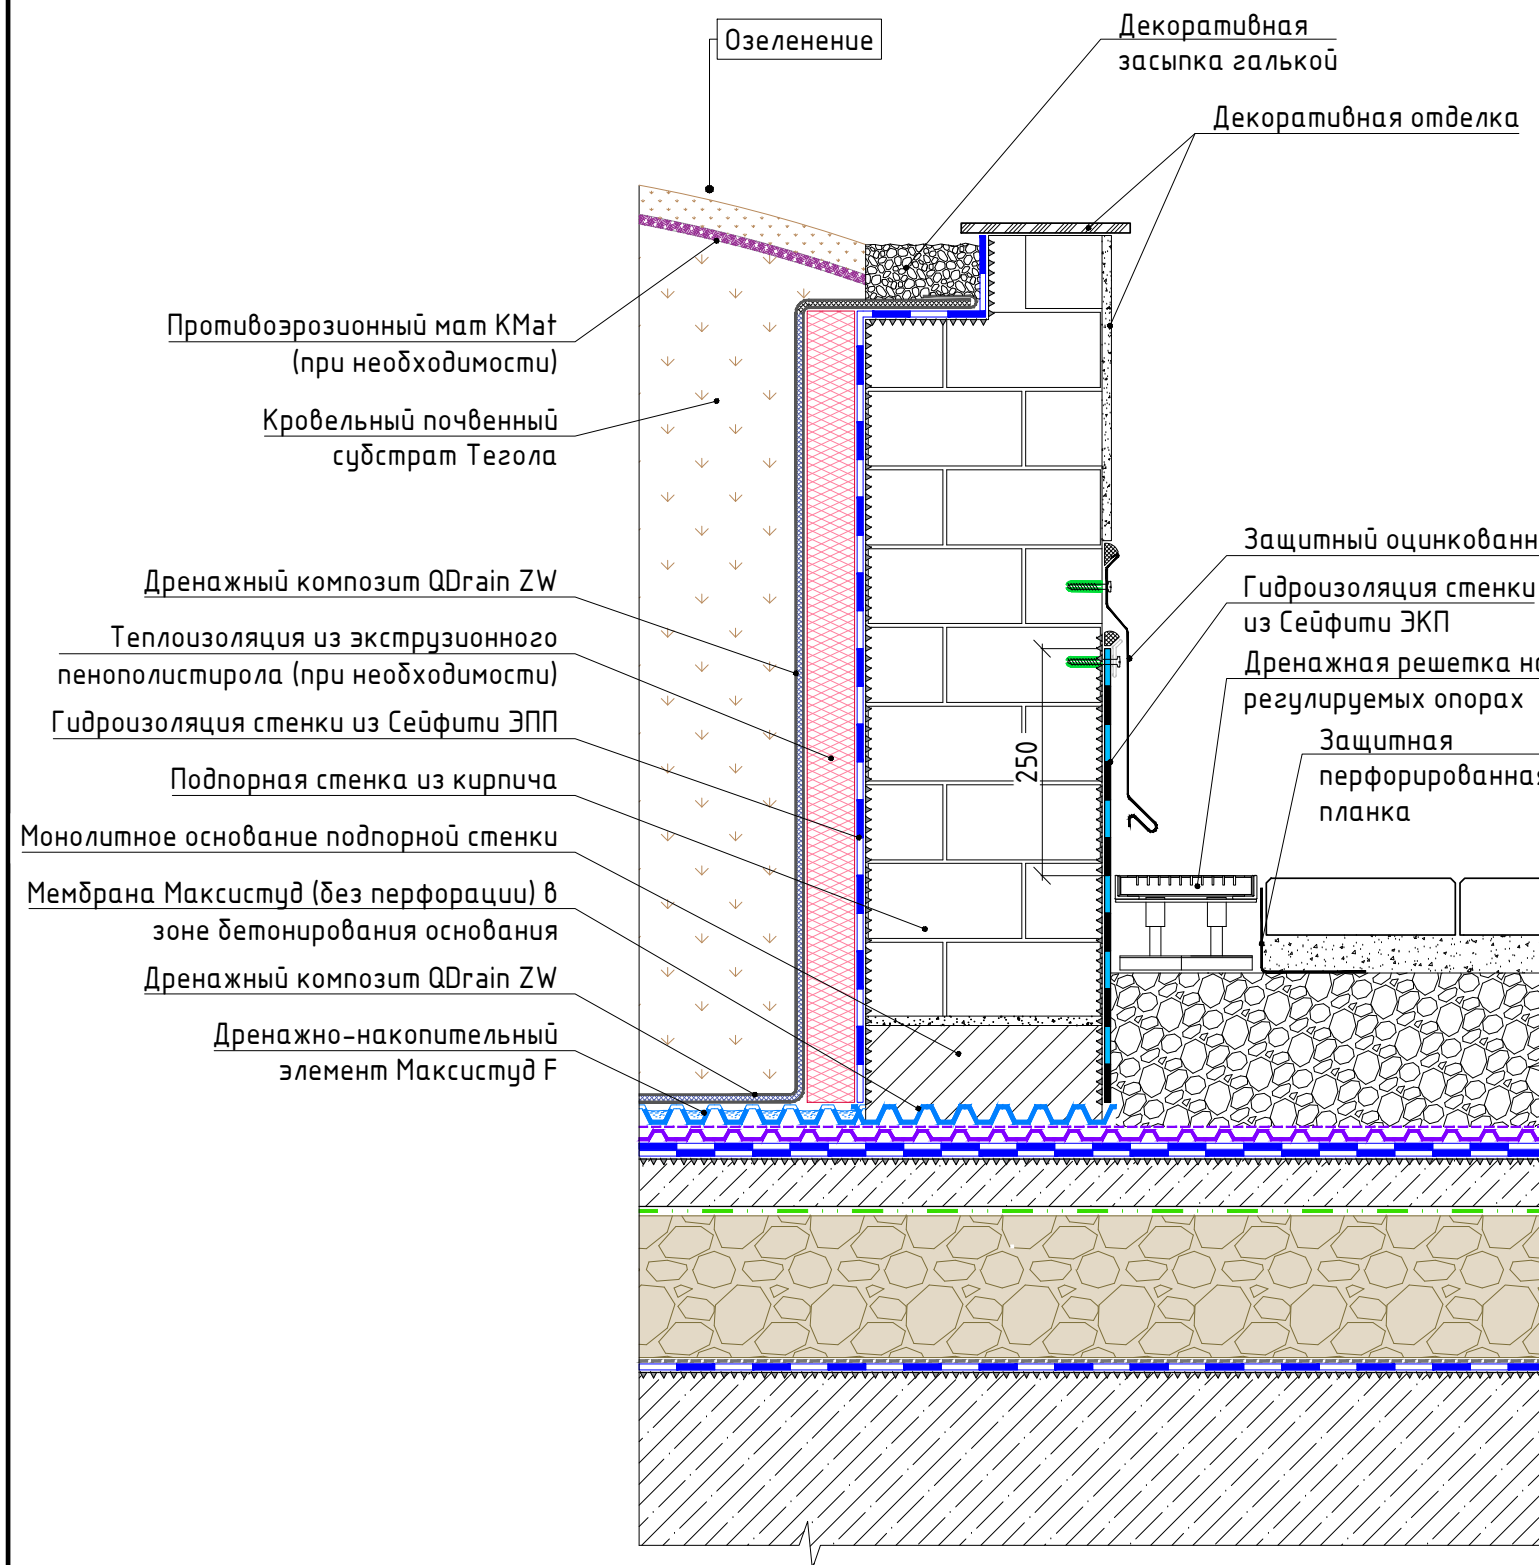 Озеленение
Декоративная
засыпка галькой
Декоративная отделка
Противоэрозионный мат KMat
(при необходимости)
Кровельный почвенный
субстрат Тегола
Дренажный композит QDrain ZW
Теплоизоляция из экструзионного
пенополистирола (при необходимости)
Гидроизоляция стенки из Сейфити ЭПП
Подпорная стенка из кирпича
Монолитное основание подпорной стенки
Мембрана Максистуд (без перфорации) в
зоне бетонирования основания
Дренажный композит QDrain ZW
Дренажно-накопительный
элемент Максистуд F
Защитный оцинкованн
Гидроизоляция стенки
из Сейфити ЭКП
Дренажная решетка на
регулируемых опорах
Защитная
перфорированная
планка
250